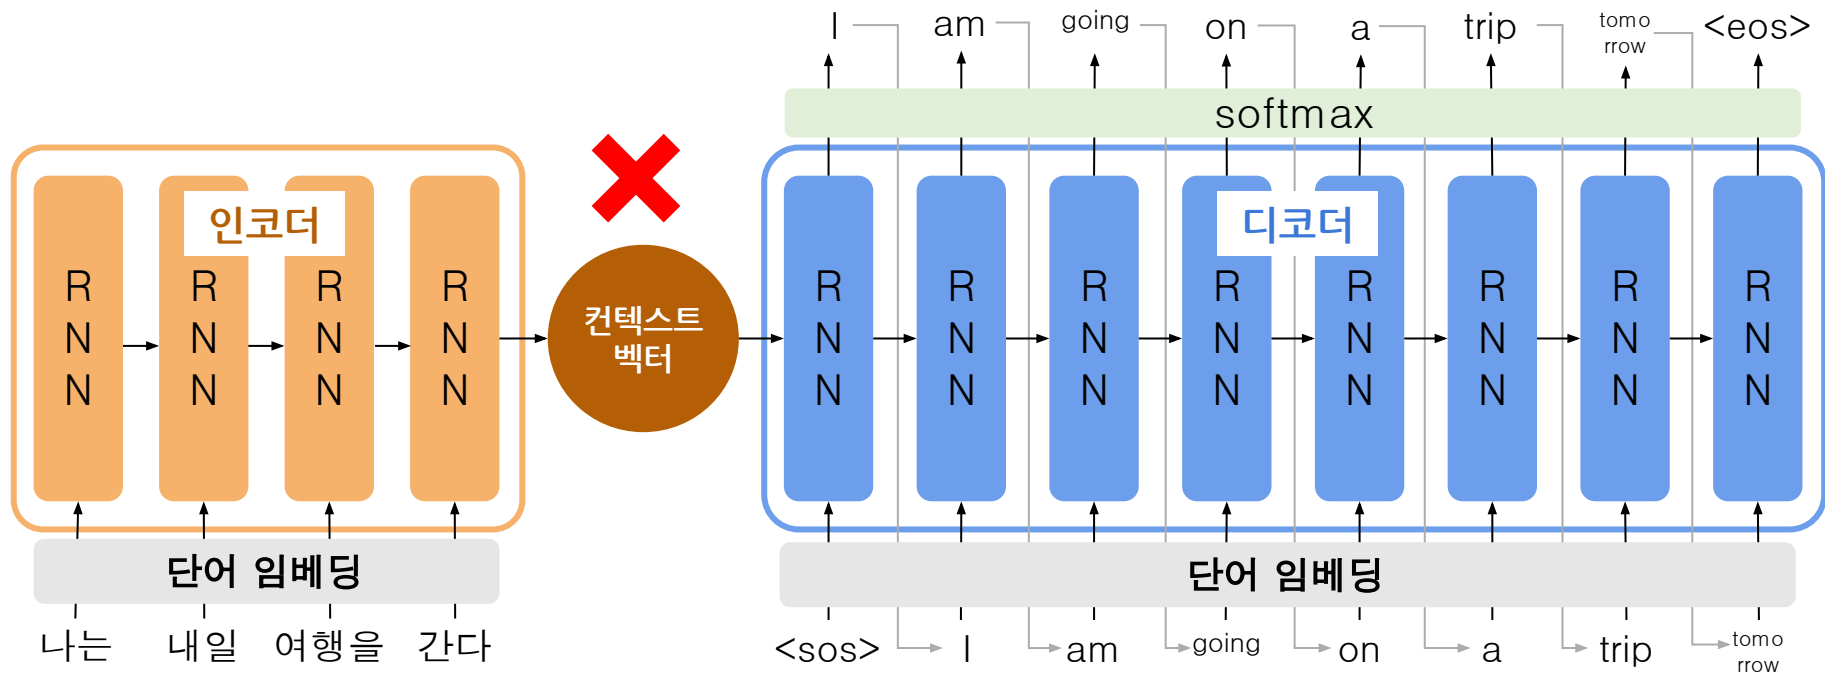 I am going on a trip tomo
rrow <eos>
softmax
인코더
디코더
R N N
R N N
R N N
R N N
컨텍스트
벡터
R N N
R N N
R N N
R N N
R N N
R N N
R N N
R N N
단어 임베딩
단어 임베딩
나는 내일 여행을 간다
<sos> I am going on a trip tomo
rrow